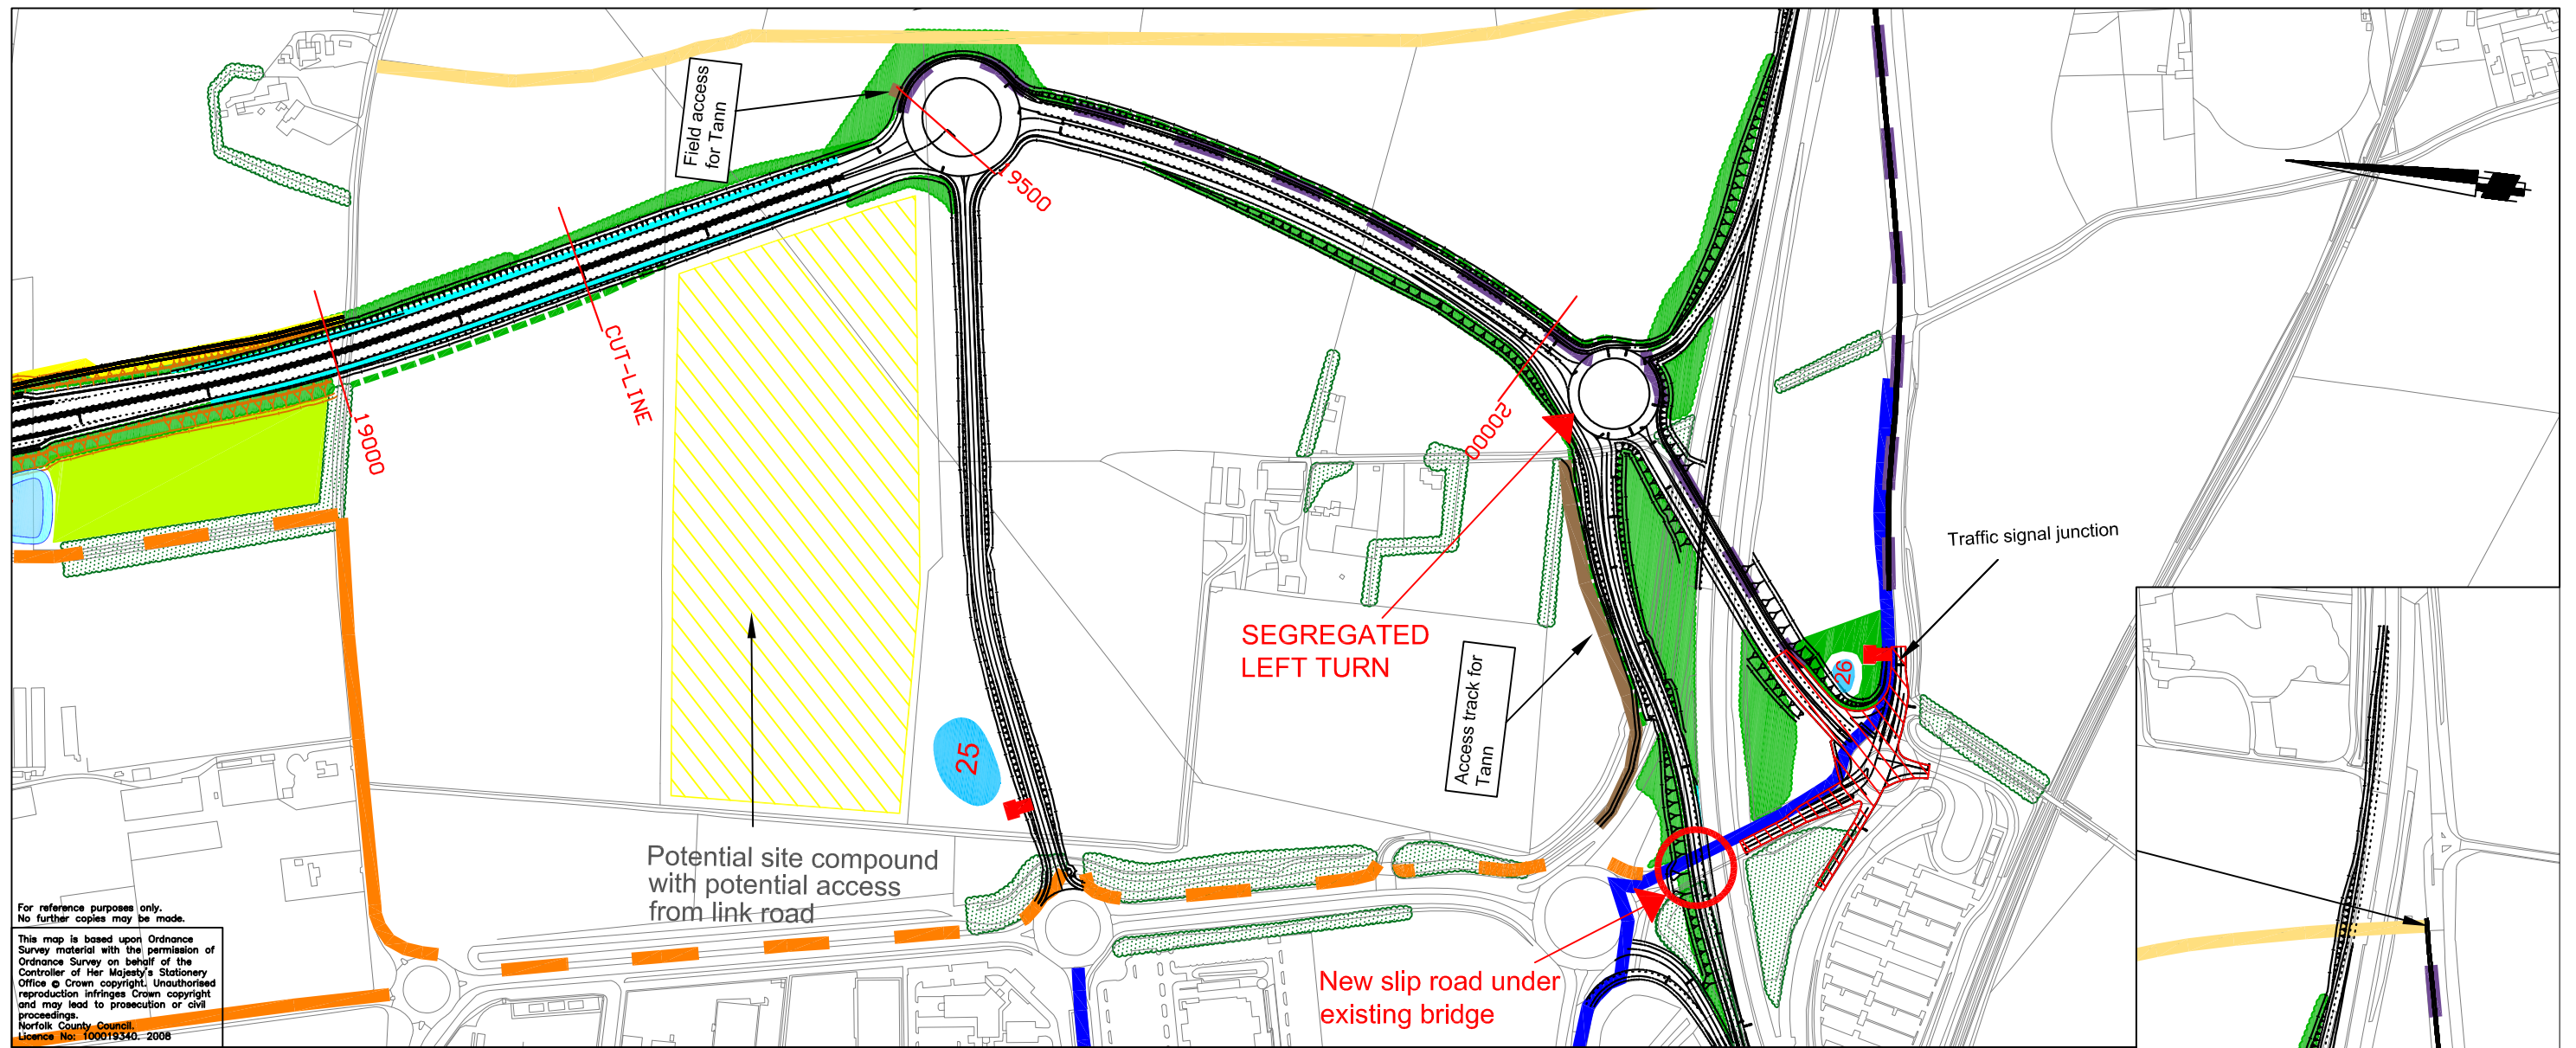 Field access
for Tann
19500
CUT-LINE
19000
20000
Traffic signal junction
SEGREGATED
LEFT TURN
Access track for
Tann
26
25
Potential site compound
with potential access
from link road
New slip road under
existing bridge
For reference purposes only.
No further copies may be made.
This map is based upon Ordnance
Survey material with the permission of
Ordnance Survey on behalf of the
Controller of Her Majesty's Stationery
Office © Crown copyright. Unauthorised
reproduction infringes Crown copyright
and may lead to prosecution or civil
proceedings.
Norfolk County Council.
Licence No: 100019340. 2008